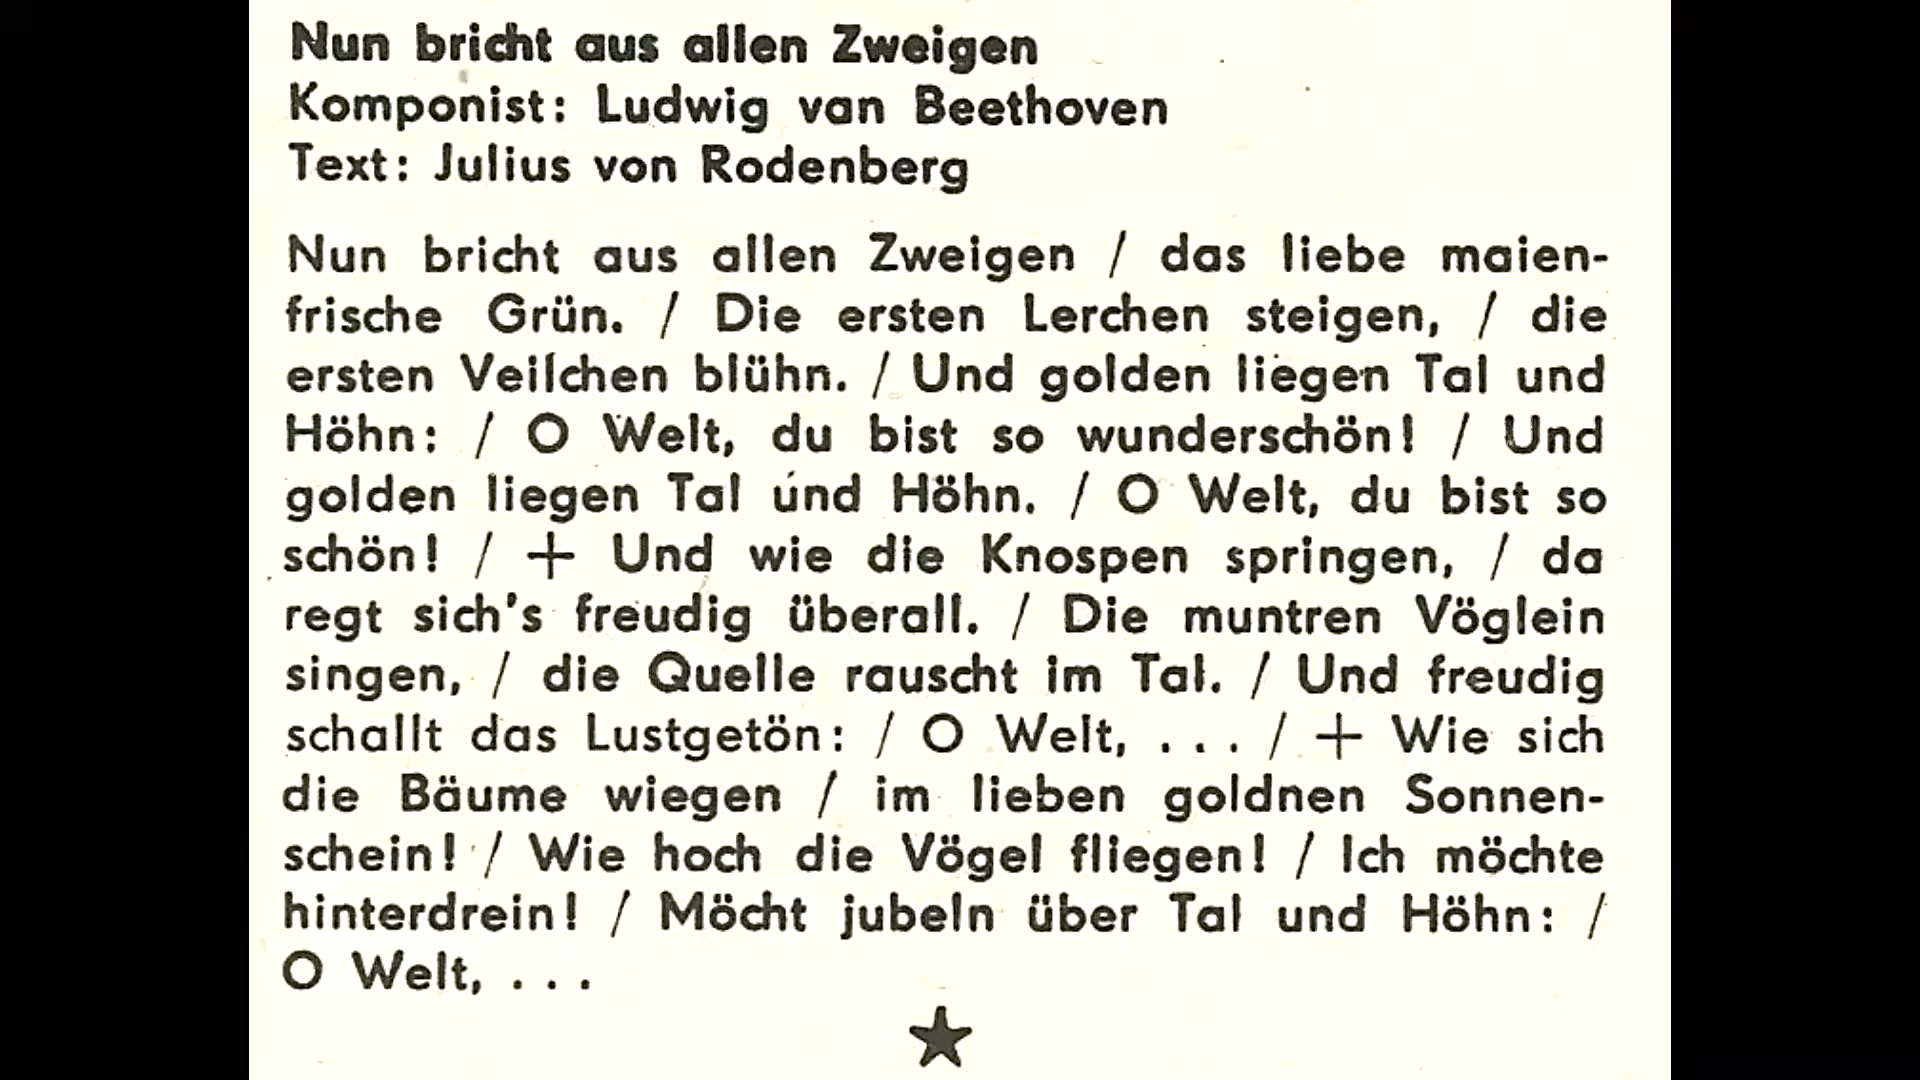 Nun bricht aus allen Zweigen
Komponist: Ludwig van Beethoven
Text: Julius von Rodenberg
Nun bricht aus allen Zweigen / das liebe maien-
frische Grün. / Die ersten Lerchen steigen, / die
ersten Veilchen blühn. / Und golden liegen Tal und
Höhn: / O Welt, du bist so wunderschön! / Und
golden liegen Tal und Höhn. / O Welt, du bist so
schön! / + Und wie die Knospen springen, / da
regt sich's freudig überall. / Die muntren Vöglein
singen, / die Quelle rauscht im Tal. / Und freudig
schallt das Lustgetön: / O Welt, . . . / + Wie sich
die Bäume wiegen / im lieben goldnen Sonnen-
schein! / Wie hoch die Vögel fliegen! / Ich möchte
hinterdrein! / Möcht jubeln über Tal und Höhn: /
O Welt, . . .